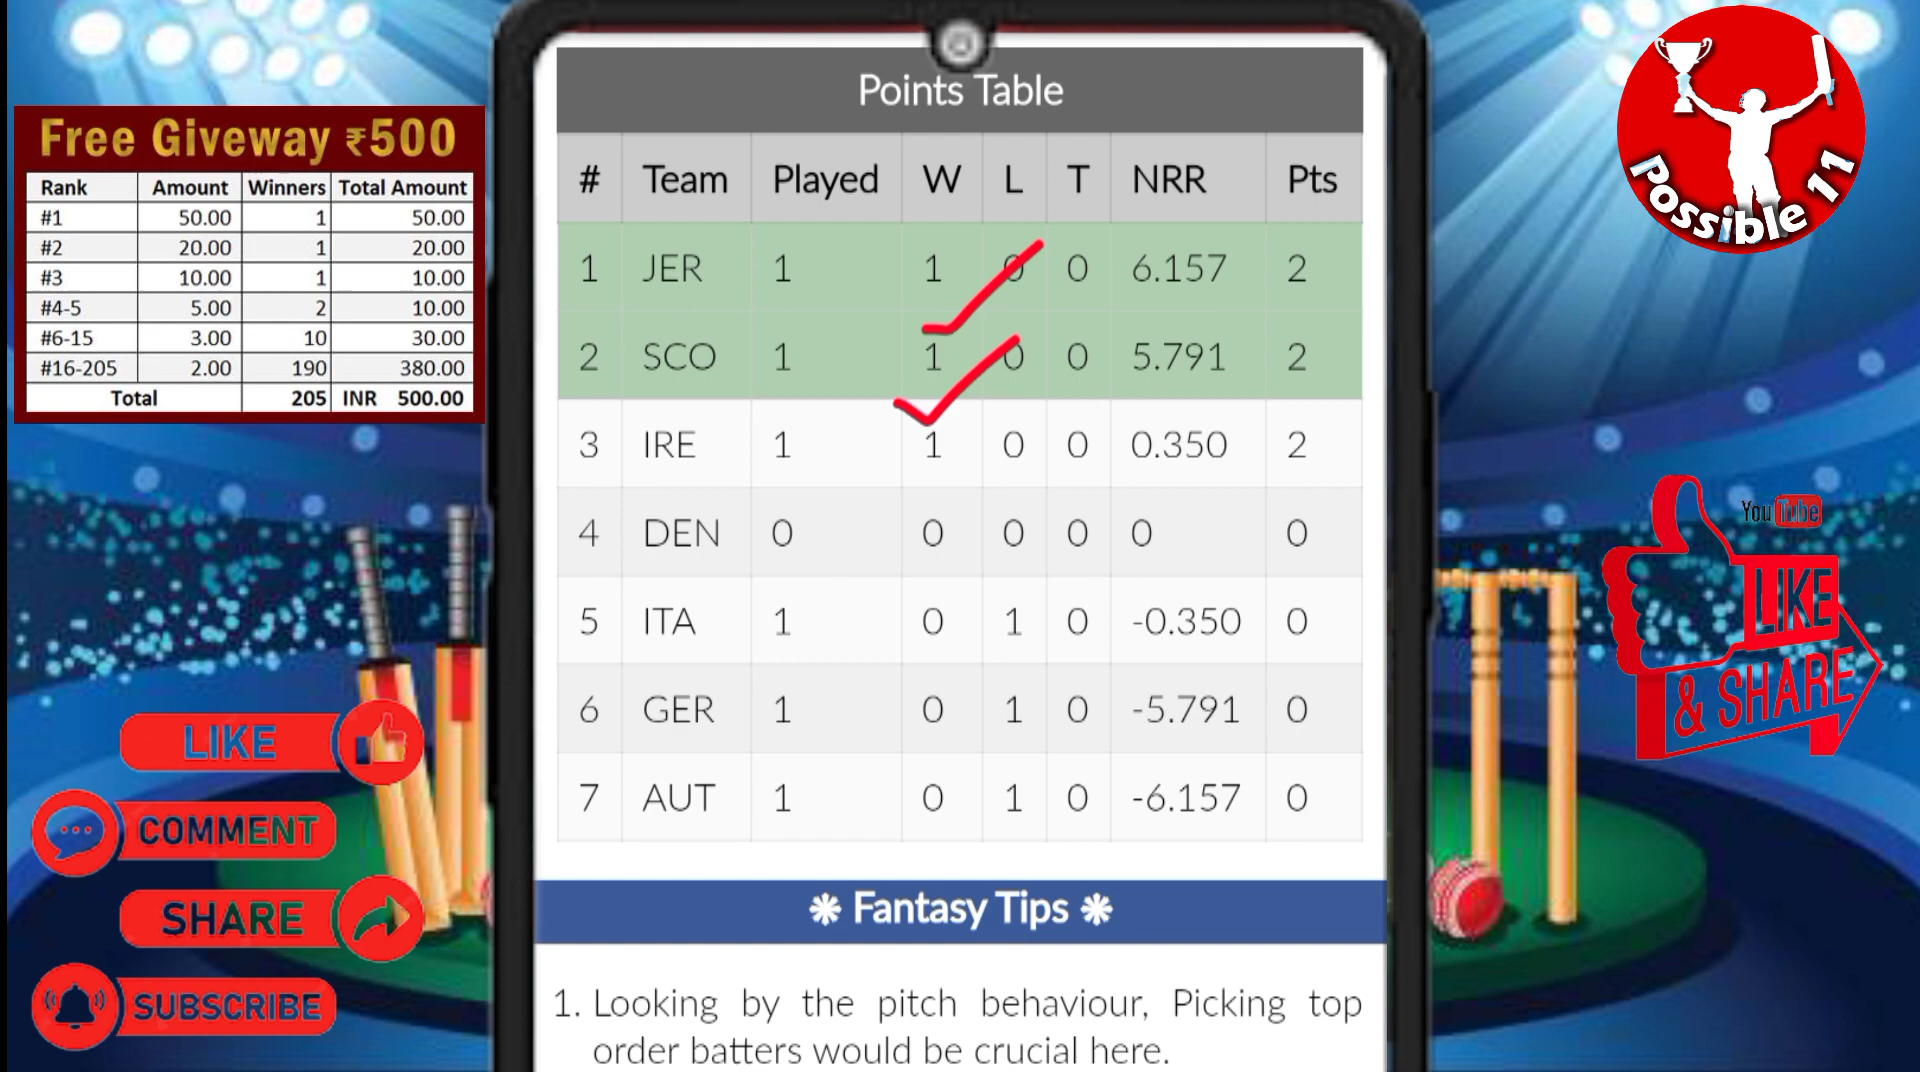 Free Giveway ₹500
Rank Amount Winners Total Amount
#1 50.00 1 50.00
#2 20.00 1 20.00
#3 10.00 1 10.00
#4-5 5.00 2 10.00
#6-15 3.00 10 30.00
#16-205 2.00 190 380.00
Total 205 INR 500.00
LIKE
COMMENT
SHARE
SUBSCRIBE
Points Table
# Team Played W L T NRR Pts
1 JER 1 1 0 0 6.157 2
2 SCO 1 1 0 0 5.791 2
3 IRE 1 1 0 0 0.350 2
4 DEN 0 0 0 0 0 0
5 ITA 1 0 1 0 -0.350 0
6 GER 1 0 1 0 -5.791 0
7 AUT 1 0 1 0 -6.157 0
❋ Fantasy Tips ❋
1. Looking by the pitch behaviour, Picking top
order batters would be crucial here.
Possible 11
YouTube
LIKE
& SHARE